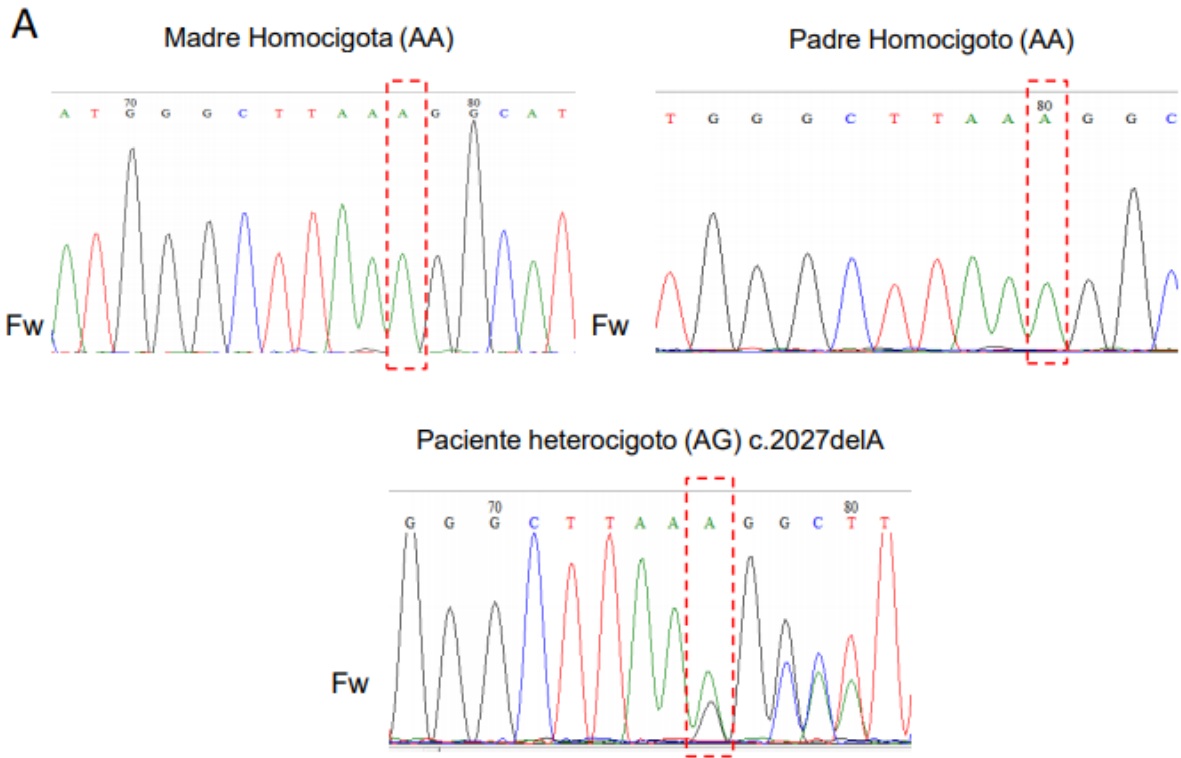 A
Madre Homocigota (AA)
Padre Homocigoto (AA)
70 80
A T G G G C T T A A A G G C A T
80
T G G G C T T A A A G G C
Fw
Fw
Paciente heterocigoto (AG) c.2027delA
70 80
G G G C T T A A A G G C T T
Fw